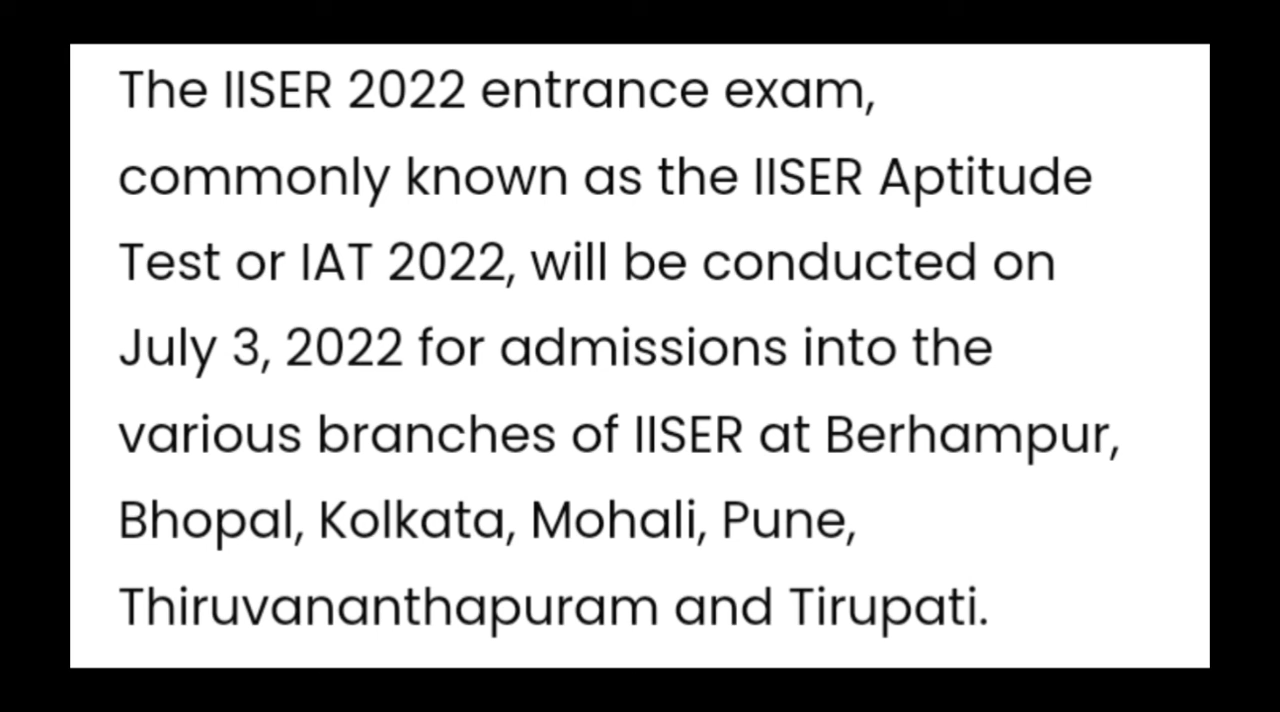 The IISER 2022 entrance exam,
commonly known as the IISER Aptitude
Test or IAT 2022, will be conducted on
July 3, 2022 for admissions into the
various branches of IISER at Berhampur,
Bhopal, Kolkata, Mohali, Pune,
Thiruvananthapuram and Tirupati.